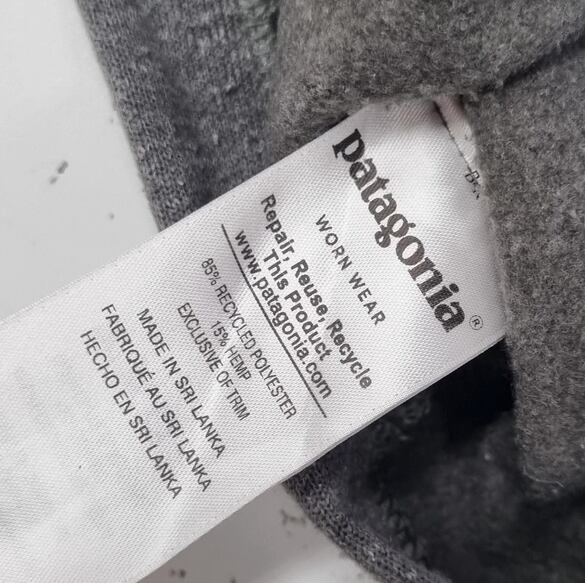 patagonia®
WORN WEAR
Repair, Reuse, Recycle
This Product
www.patagonia.com
85% RECYCLED POLYESTER
15% HEMP
EXCLUSIVE OF TRIM
MADE IN SRI LANKA
FABRIQUÉ AU SRI LANKA
HECHO EN SRI LANKA